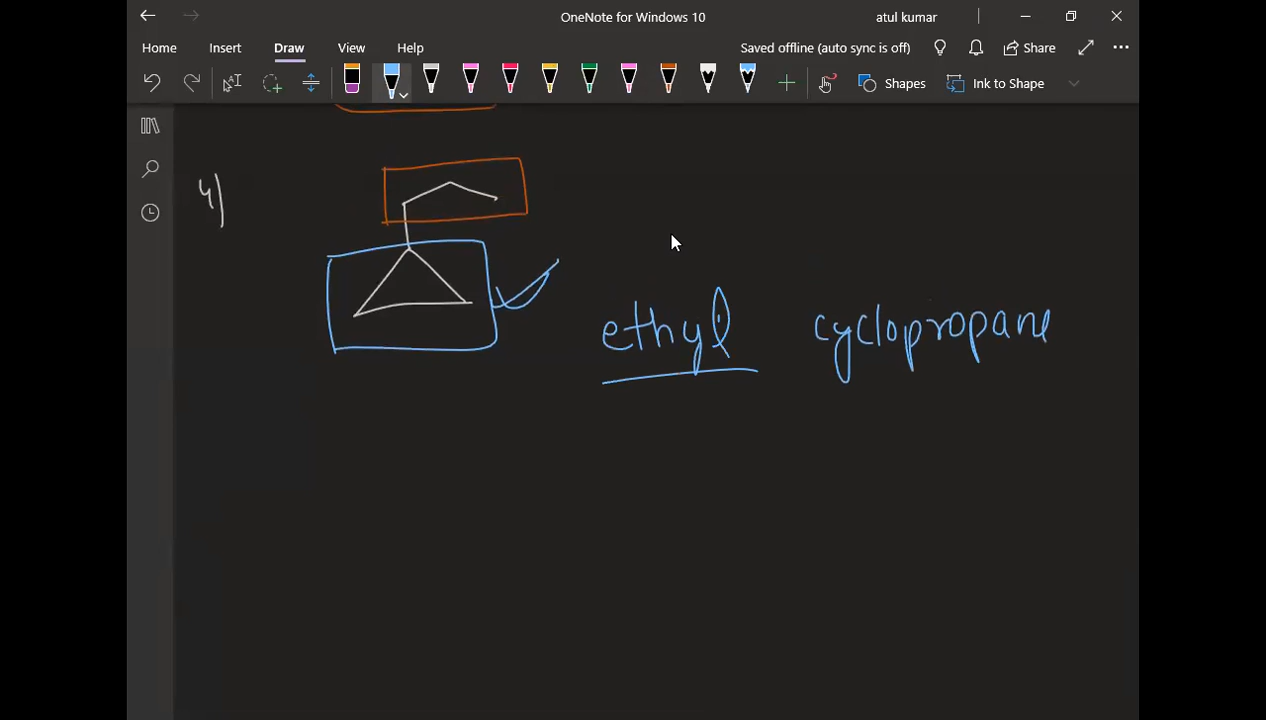 OneNote for Windows 10
atul kumar
Home Insert Draw View Help
Saved offline (auto sync is off)
Share
Shapes
Ink to Shape
4)
ethyl cyclopropane